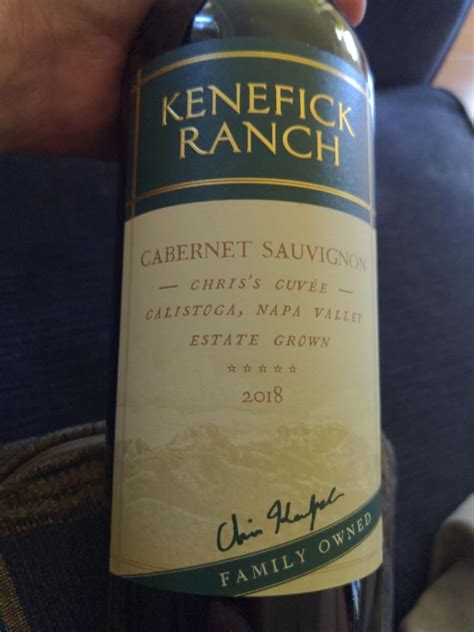 KENEFICK
RANCH
CABERNET SAUVIGNON
— CHRIS'S CUVÉE —
CALISTOGA, NAPA VALLEY
ESTATE GROWN
☆☆☆☆☆
2018
FAMILY OWNED